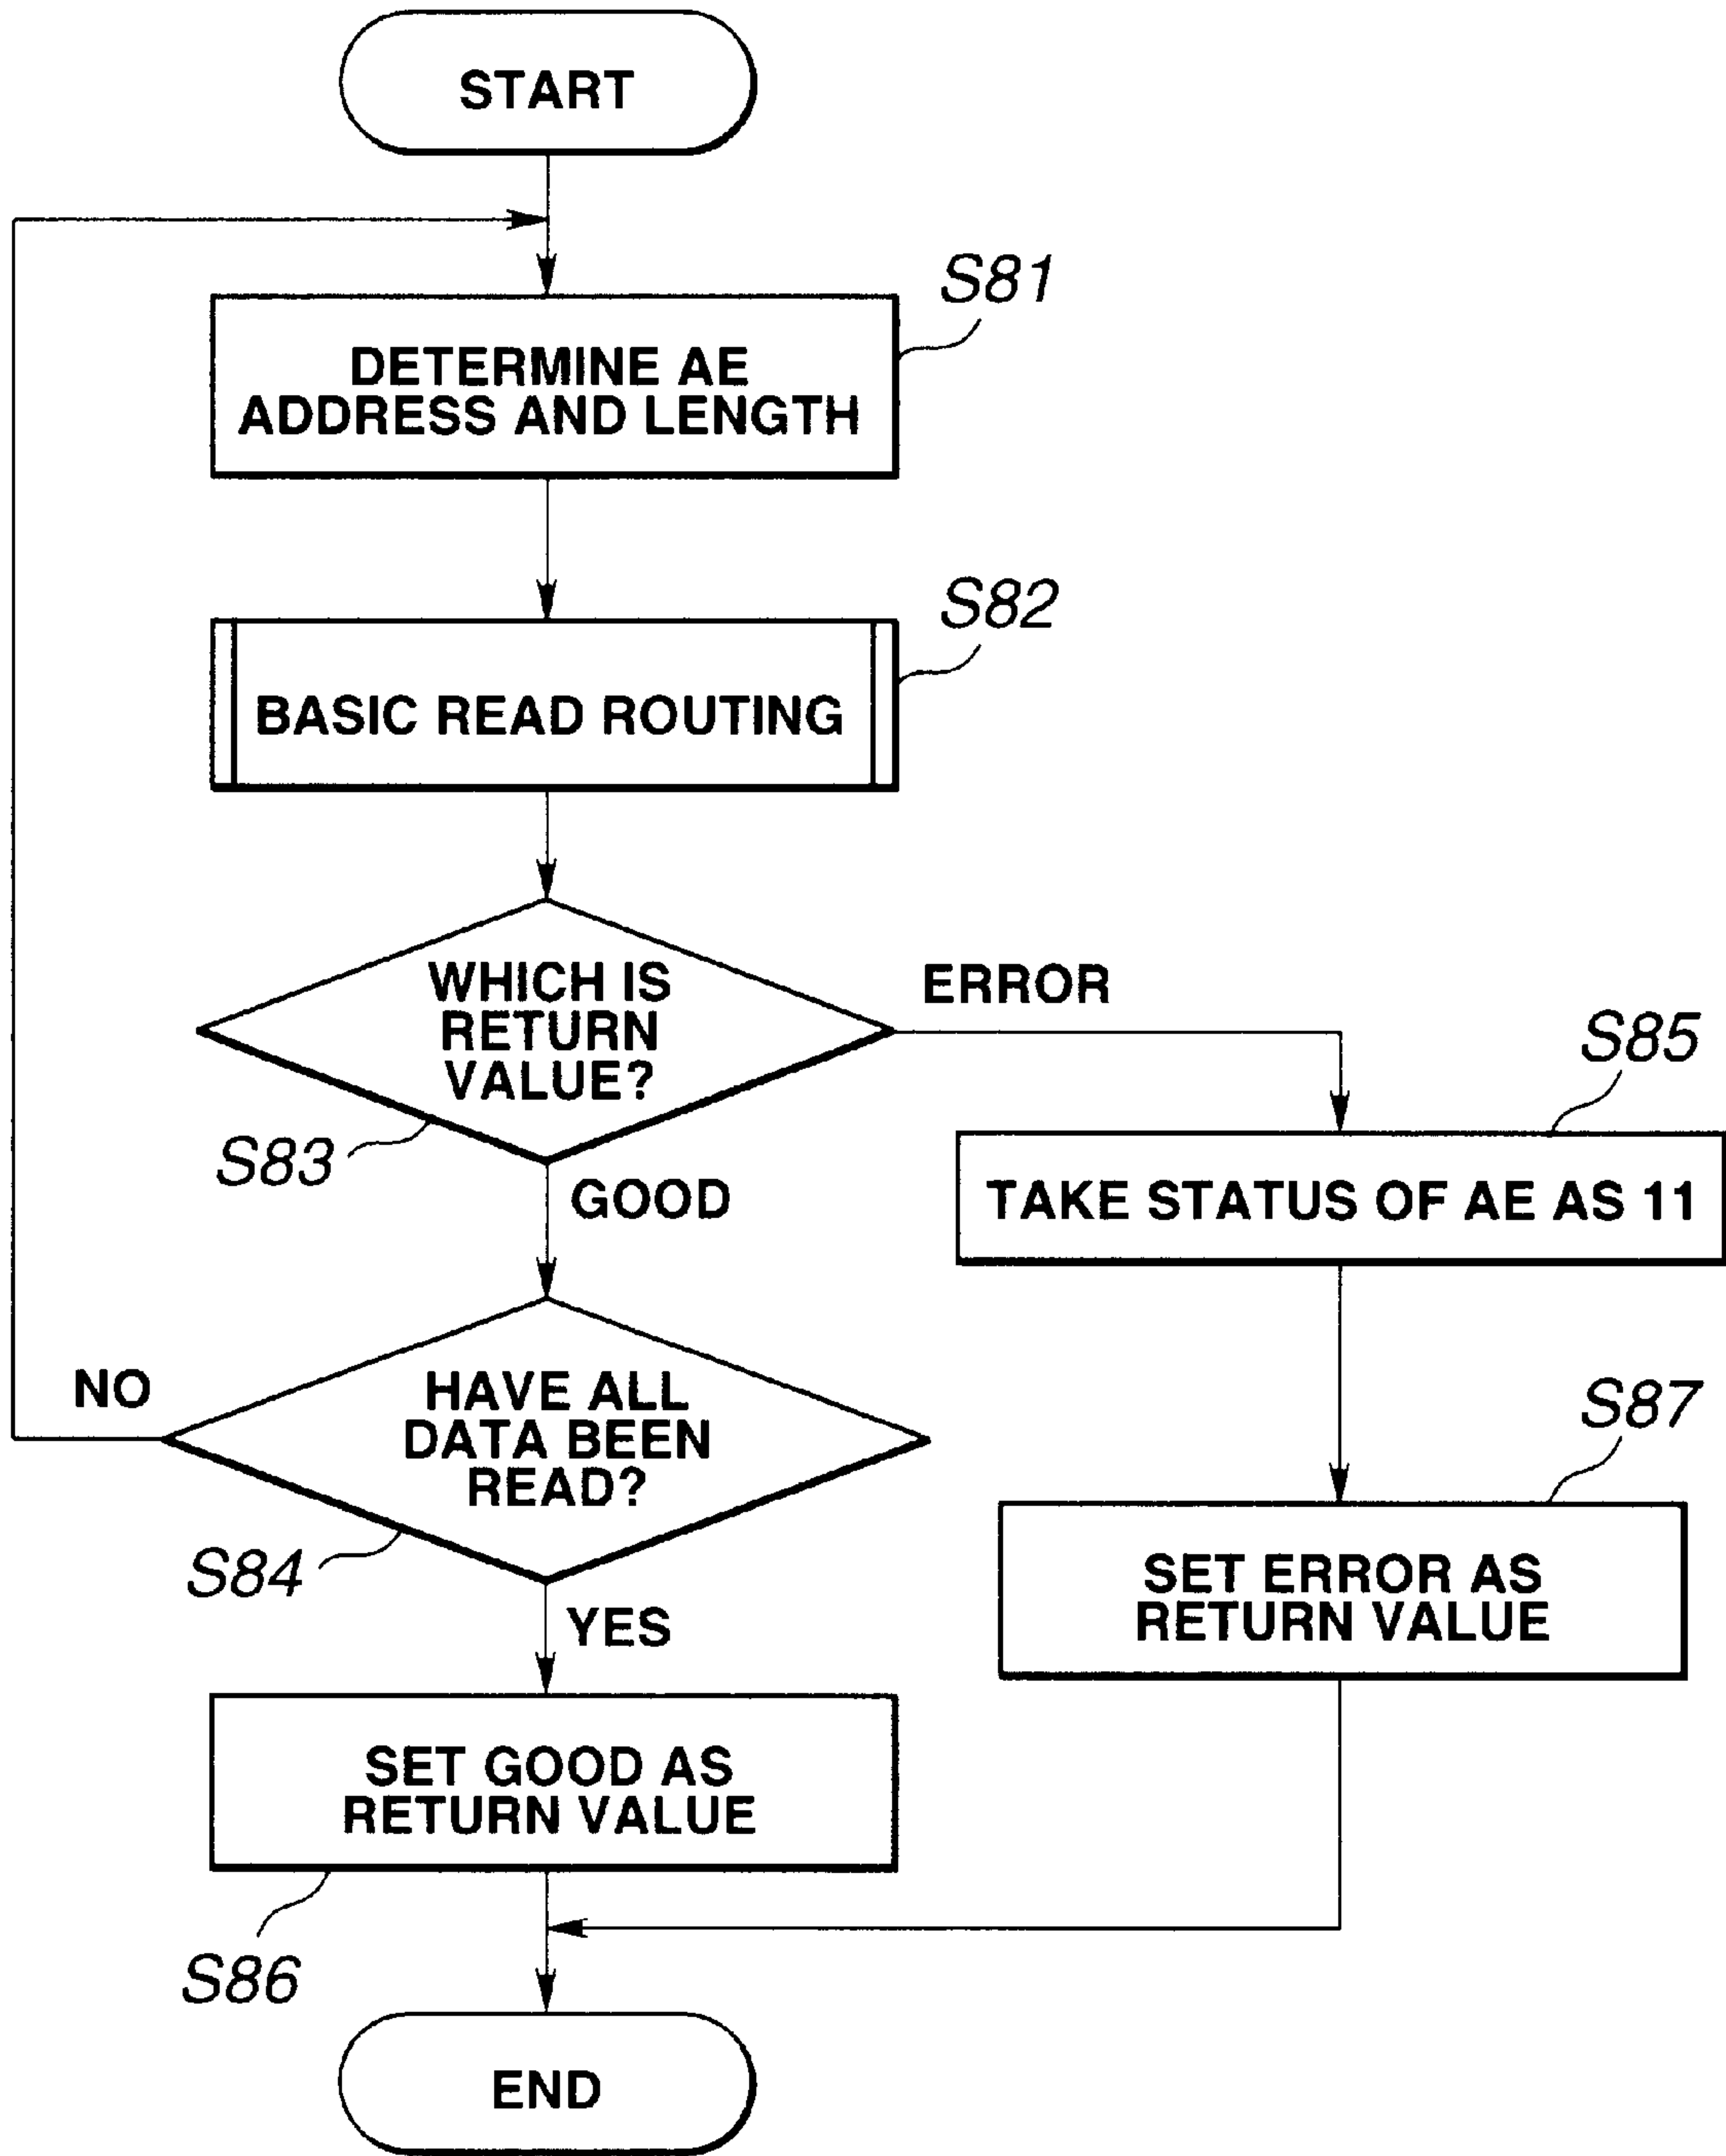 START
S81
DETERMINE AE
ADDRESS AND LENGTH
S82
BASIC READ ROUTING
WHICH IS
RETURN
VALUE?
ERROR
S83
GOOD
S85
TAKE STATUS OF AE AS 11
NO
HAVE ALL
DATA BEEN
READ?
S84
YES
S87
SET ERROR AS
RETURN VALUE
SET GOOD AS
RETURN VALUE
S86
END